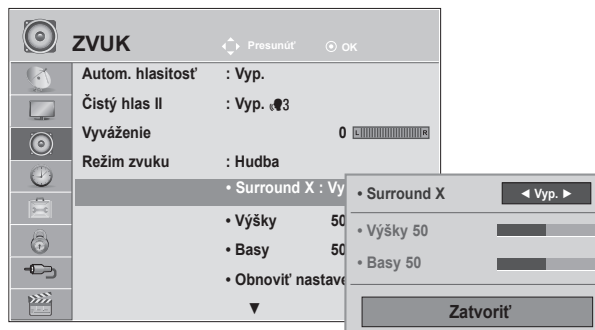 ZVUK
Presunúť OK
Autom. hlasitosť : Vyp.
Čistý hlas II : Vyp. 3
Vyváženie 0 L R
Režim zvuku : Hudba
• Surround X : Vy
• Výšky 50
• Basy 50
• Obnoviť nastave
▼
• Surround X ◄ Vyp. ►
• Výšky 50
• Basy 50
Zatvoriť